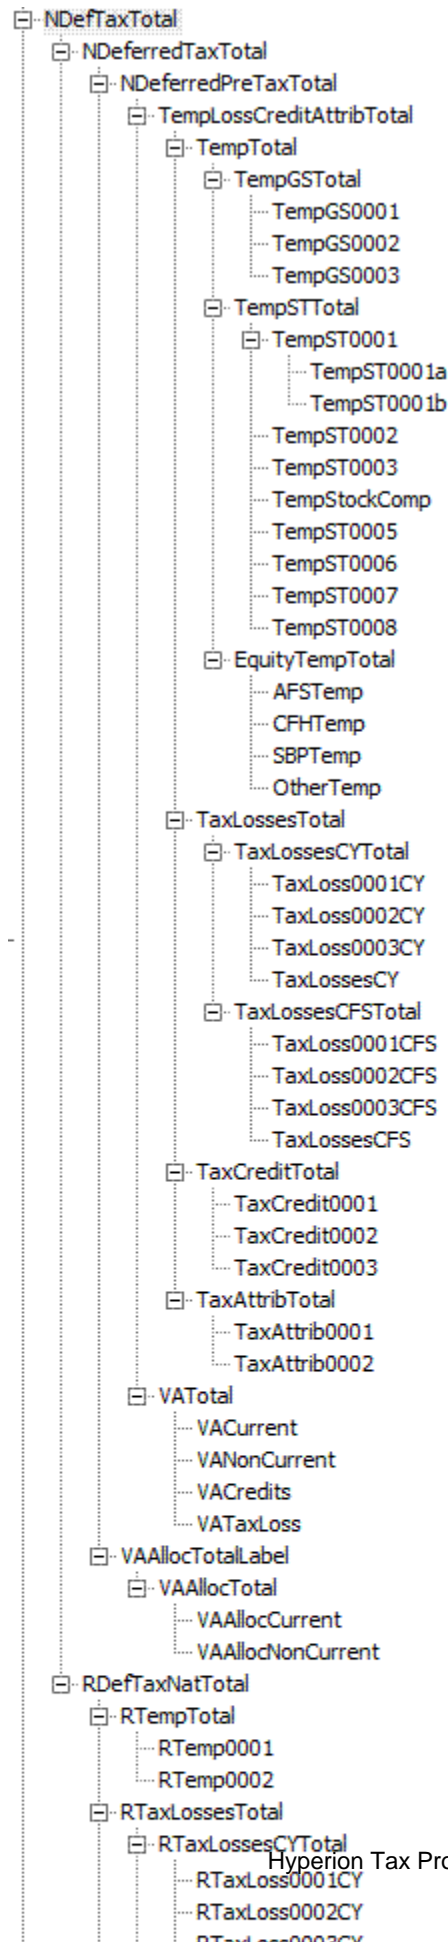 NDefTaxTotal
NDeferredTaxTotal
NDeferredPreTaxTotal
TempLossCreditAttribTotal
TempTotal
TempGSTotal
TempGS0001
TempGS0002
TempGS0003
TempSTTotal
TempST0001
TempST0001a
TempST0001b
TempST0002
TempST0003
TempStockComp
TempST0005
TempST0006
TempST0007
TempST0008
EquityTempTotal
AFSTemp
CFHTemp
SBPTemp
OtherTemp
TaxLossesTotal
TaxLossesCYTotal
TaxLoss0001CY
TaxLoss0002CY
TaxLoss0003CY
TaxLossesCY
TaxLossesCFSTotal
TaxLoss0001CFS
TaxLoss0002CFS
TaxLoss0003CFS
TaxLossesCFS
TaxCreditTotal
TaxCredit0001
TaxCredit0002
TaxCredit0003
TaxAttribTotal
TaxAttrib0001
TaxAttrib0002
VATotal
VACurrent
VANonCurrent
VACredits
VATaxLoss
VAAllocTotalLabel
VAAllocTotal
VAAllocCurrent
VAAllocNonCurrent
RDefTaxNatTotal
RTempTotal
RTemp0001
RTemp0002
RTaxLossesTotal
RTaxLossesCYTotal
Hyperion Tax Pro
RTaxLoss0001CY
RTaxLoss0002CY
RTaxLoss0003CY